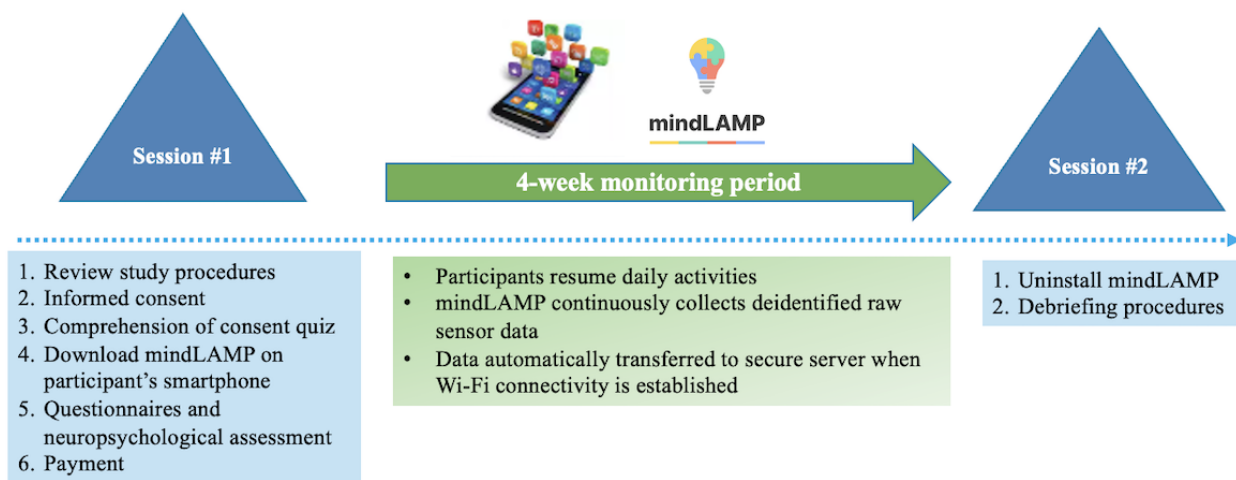 mindLAMP
Session #1
4-week monitoring period
Session #2
1. Review study procedures
2. Informed consent
3. Comprehension of consent quiz
4. Download mindLAMP on
participant's smartphone
5. Questionnaires and
neuropsychological assessment
6. Payment
• Participants resume daily activities
• mindLAMP continuously collects deidentified raw
sensor data
• Data automatically transferred to secure server when
Wi-Fi connectivity is established
1. Uninstall mindLAMP
2. Debriefing procedures